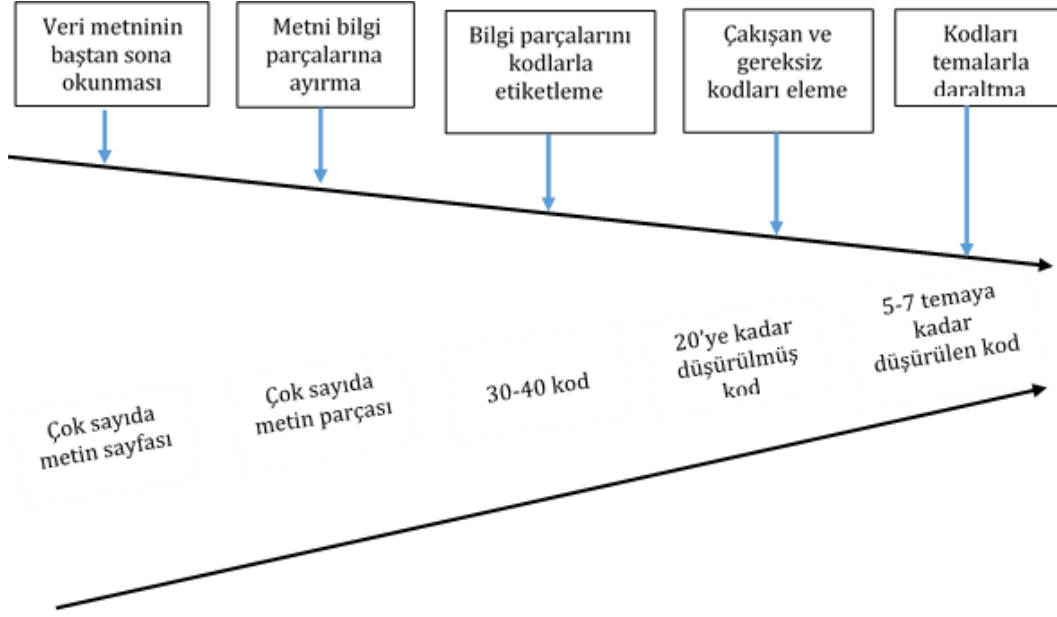 Veri metninin
baştan sona
okunması
Metni bilgi
parçalarına
ayırma
Bilgi parçalarını
kodlarla
etiketleme
Çakışan ve
gereksiz
kodları eleme
Kodları
temalarla
daraltma
Çok sayıda
metin sayfası
Çok sayıda
metin parçası
30-40 kod
20'ye kadar
düşürülmüş
kod
5-7 temaya
kadar
düşürülen kod